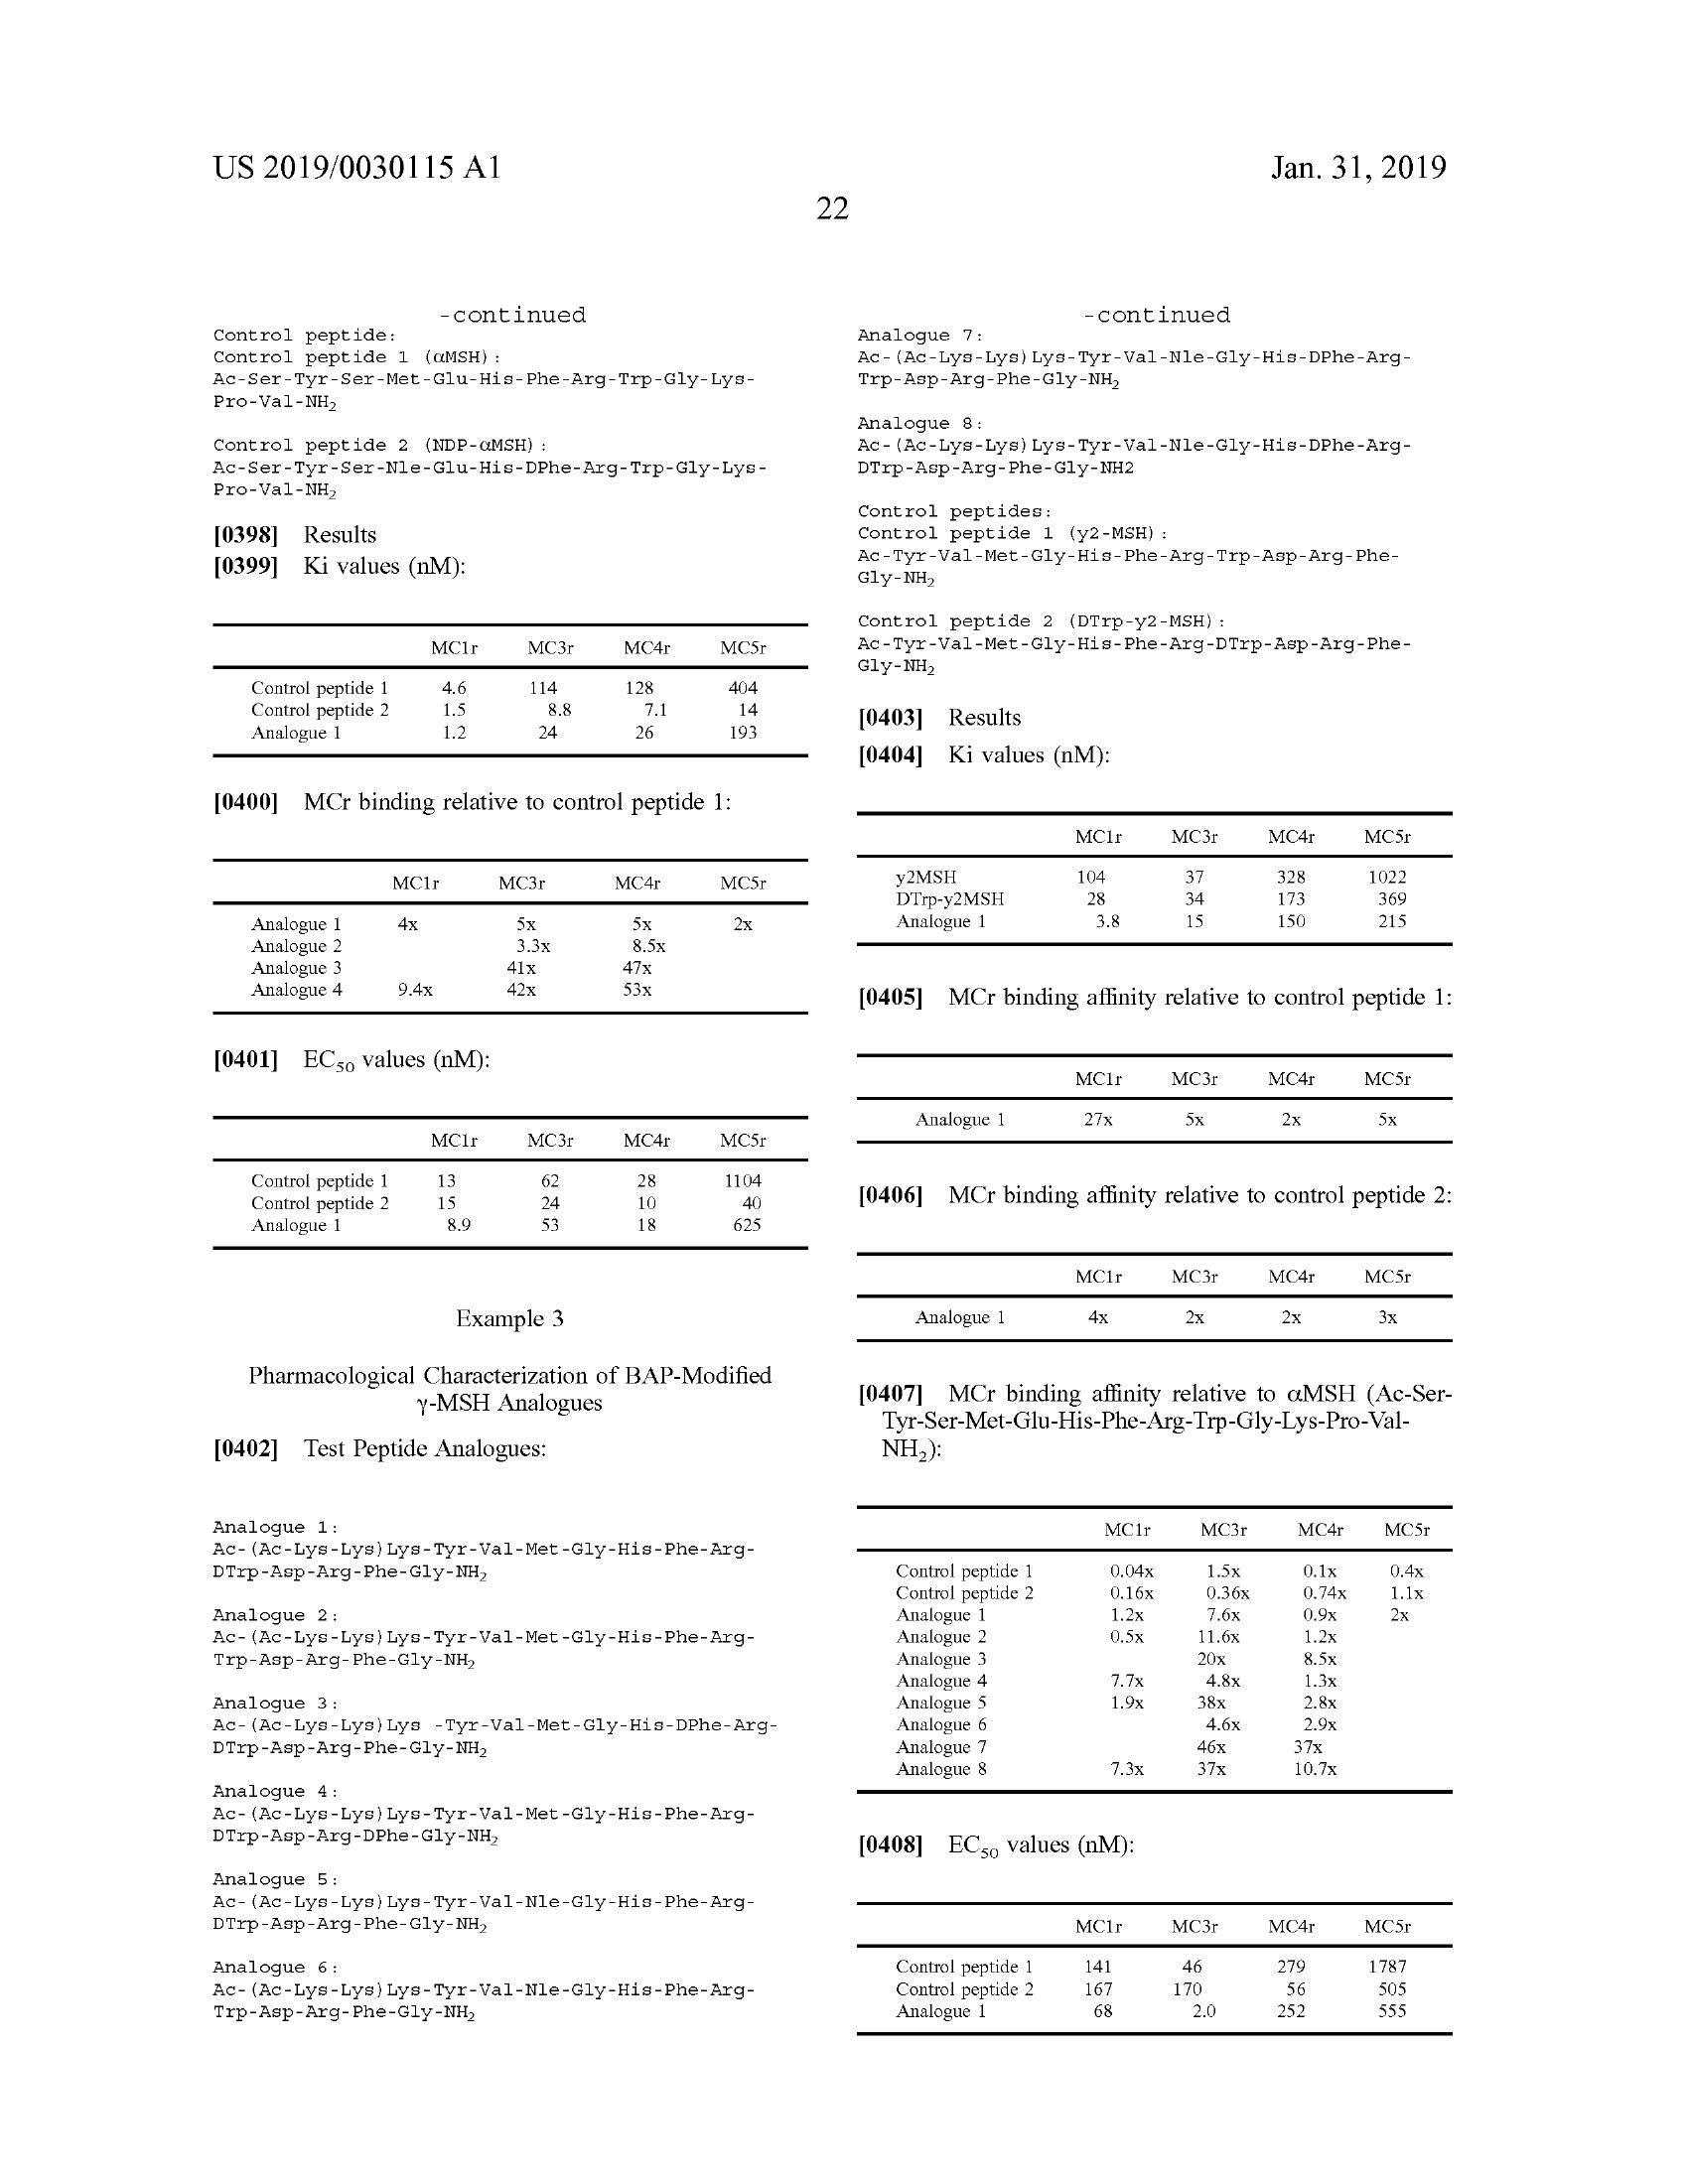 US 2019/0030115 A1
Jan. 31, 2019
22
-continued
Control peptide:
Control peptide 1 (αMSH):
Ac-Ser-Tyr-Ser-Met-Glu-His-Phe-Arg-Trp-Gly-Lys-
Pro-Val-NH₂
Control peptide 2 (NDP-αMSH):
Ac-Ser-Tyr-Ser-Nle-Glu-His-DPhe-Arg-Trp-Gly-Lys-
Pro-Val-NH₂
[0398] Results
[0399] Ki values (nM):
MC1r MC3r MC4r MC5r
Control peptide 1 4.6 114 128 404
Control peptide 2 1.5 8.8 7.1 14
Analogue 1 1.2 24 26 193
[0400] MCr binding relative to control peptide 1:
MC1r MC3r MC4r MC5r
Analogue 1 4x 5x 5x 2x
Analogue 2 3.3x 8.5x
Analogue 3 41x 47x
Analogue 4 9.4x 42x 53x
[0401] EC₅₀ values (nM):
MC1r MC3r MC4r MC5r
Control peptide 1 13 62 28 1104
Control peptide 2 15 24 10 40
Analogue 1 8.9 53 18 625
Example 3
Pharmacological Characterization of BAP-Modified
γ-MSH Analogues
[0402] Test Peptide Analogues:
Analogue 1:
Ac-(Ac-Lys-Lys)Lys-Tyr-Val-Met-Gly-His-Phe-Arg-
DTrp-Asp-Arg-Phe-Gly-NH₂
Analogue 2:
Ac-(Ac-Lys-Lys)Lys-Tyr-Val-Met-Gly-His-Phe-Arg-
Trp-Asp-Arg-Phe-Gly-NH₂
Analogue 3:
Ac-(Ac-Lys-Lys)Lys -Tyr-Val-Met-Gly-His-DPhe-Arg-
DTrp-Asp-Arg-Phe-Gly-NH₂
Analogue 4:
Ac-(Ac-Lys-Lys)Lys-Tyr-Val-Met-Gly-His-Phe-Arg-
DTrp-Asp-Arg-DPhe-Gly-NH₂
Analogue 5:
Ac-(Ac-Lys-Lys)Lys-Tyr-Val-Nle-Gly-His-Phe-Arg-
DTrp-Asp-Arg-Phe-Gly-NH₂
Analogue 6:
Ac-(Ac-Lys-Lys)Lys-Tyr-Val-Nle-Gly-His-Phe-Arg-
Trp-Asp-Arg-Phe-Gly-NH₂
-continued
Analogue 7:
Ac-(Ac-Lys-Lys)Lys-Tyr-Val-Nle-Gly-His-DPhe-Arg-
Trp-Asp-Arg-Phe-Gly-NH₂
Analogue 8:
Ac-(Ac-Lys-Lys)Lys-Tyr-Val-Nle-Gly-His-DPhe-Arg-
DTrp-Asp-Arg-Phe-Gly-NH2
Control peptides:
Control peptide 1 (y2-MSH):
Ac-Tyr-Val-Met-Gly-His-Phe-Arg-Trp-Asp-Arg-Phe-
Gly-NH₂
Control peptide 2 (DTrp-y2-MSH):
Ac-Tyr-Val-Met-Gly-His-Phe-Arg-DTrp-Asp-Arg-Phe-
Gly-NH₂
[0403] Results
[0404] Ki values (nM):
MC1r MC3r MC4r MC5r
y2MSH 104 37 328 1022
DTrp-y2MSH 28 34 173 369
Analogue 1 3.8 15 150 215
[0405] MCr binding affinity relative to control peptide 1:
MC1r MC3r MC4r MC5r
Analogue 1 27x 5x 2x 5x
[0406] MCr binding affinity relative to control peptide 2:
MC1r MC3r MC4r MC5r
Analogue 1 4x 2x 2x 3x
[0407] MCr binding affinity relative to αMSH (Ac-Ser-
Tyr-Ser-Met-Glu-His-Phe-Arg-Trp-Gly-Lys-Pro-Val-
NH₂):
MC1r MC3r MC4r MC5r
Control peptide 1 0.04x 1.5x 0.1x 0.4x
Control peptide 2 0.16x 0.36x 0.74x 1.1x
Analogue 1 1.2x 7.6x 0.9x 2x
Analogue 2 0.5x 11.6x 1.2x
Analogue 3 20x 8.5x
Analogue 4 7.7x 4.8x 1.3x
Analogue 5 1.9x 38x 2.8x
Analogue 6 4.6x 2.9x
Analogue 7 46x 37x
Analogue 8 7.3x 37x 10.7x
[0408] EC₅₀ values (nM):
MC1r MC3r MC4r MC5r
Control peptide 1 141 46 279 1787
Control peptide 2 167 170 56 505
Analogue 1 68 2.0 252 555